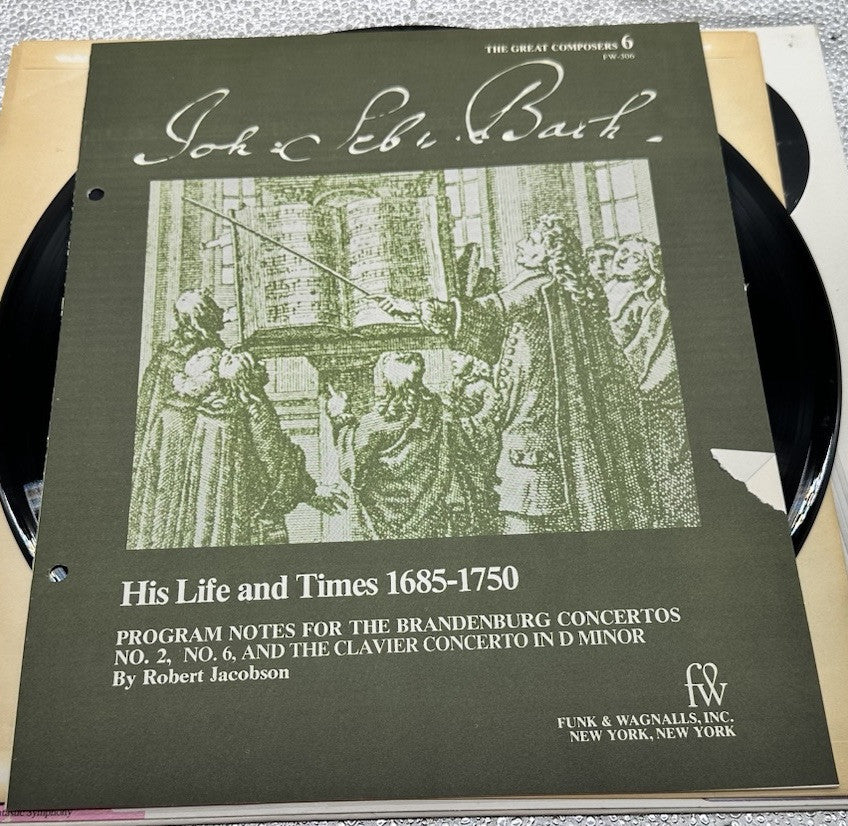 THE GREAT COMPOSERS 6
FW-306
Joh. Seb. Bach.
His Life and Times 1685-1750
PROGRAM NOTES FOR THE BRANDENBURG CONCERTOS
NO. 2, NO. 6, AND THE CLAVIER CONCERTO IN D MINOR
By Robert Jacobson
fw
FUNK & WAGNALLS, INC.
NEW YORK, NEW YORK
Symphony